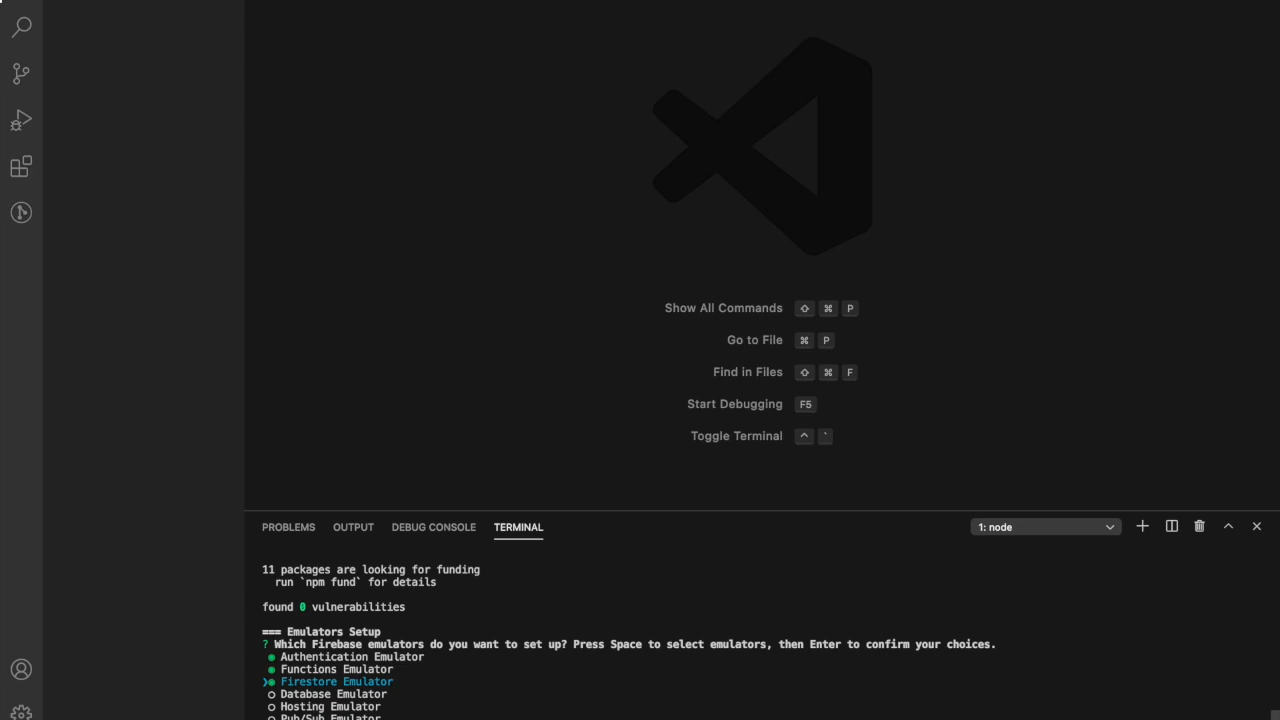 Show All Commands ⇧ ⌘ P
Go to File ⌘ P
Find in Files ⇧ ⌘ F
Start Debugging F5
Toggle Terminal ^ `
PROBLEMS OUTPUT DEBUG CONSOLE TERMINAL 1: node
11 packages are looking for funding
run `npm fund` for details
found 0 vulnerabilities
=== Emulators Setup
? Which Firebase emulators do you want to set up? Press Space to select emulators, then Enter to confirm your choices.
◉ Authentication Emulator
◉ Functions Emulator
❯◉ Firestore Emulator
◯ Database Emulator
◯ Hosting Emulator
◯ Pub/Sub Emulator